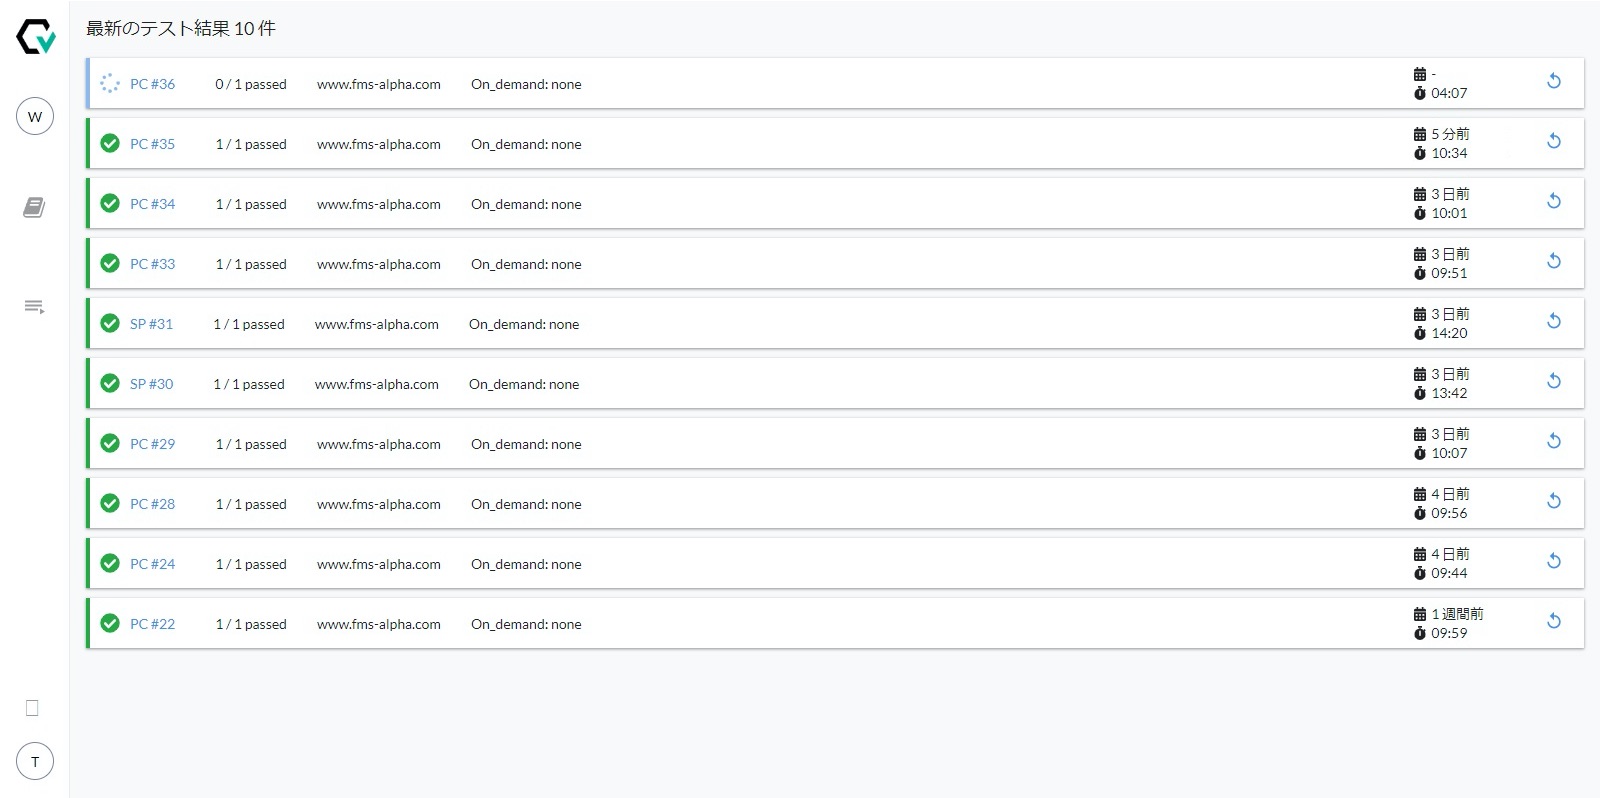 最新のテスト結果 10 件
W
T
PC #36 0 / 1 passed www.fms-alpha.com On_demand: none -
04:07
PC #35 1 / 1 passed www.fms-alpha.com On_demand: none 5 分前
10:34
PC #34 1 / 1 passed www.fms-alpha.com On_demand: none 3 日前
10:01
PC #33 1 / 1 passed www.fms-alpha.com On_demand: none 3 日前
09:51
SP #31 1 / 1 passed www.fms-alpha.com On_demand: none 3 日前
14:20
SP #30 1 / 1 passed www.fms-alpha.com On_demand: none 3 日前
13:42
PC #29 1 / 1 passed www.fms-alpha.com On_demand: none 3 日前
10:07
PC #28 1 / 1 passed www.fms-alpha.com On_demand: none 4 日前
09:56
PC #24 1 / 1 passed www.fms-alpha.com On_demand: none 4 日前
09:44
PC #22 1 / 1 passed www.fms-alpha.com On_demand: none 1 週間前
09:59